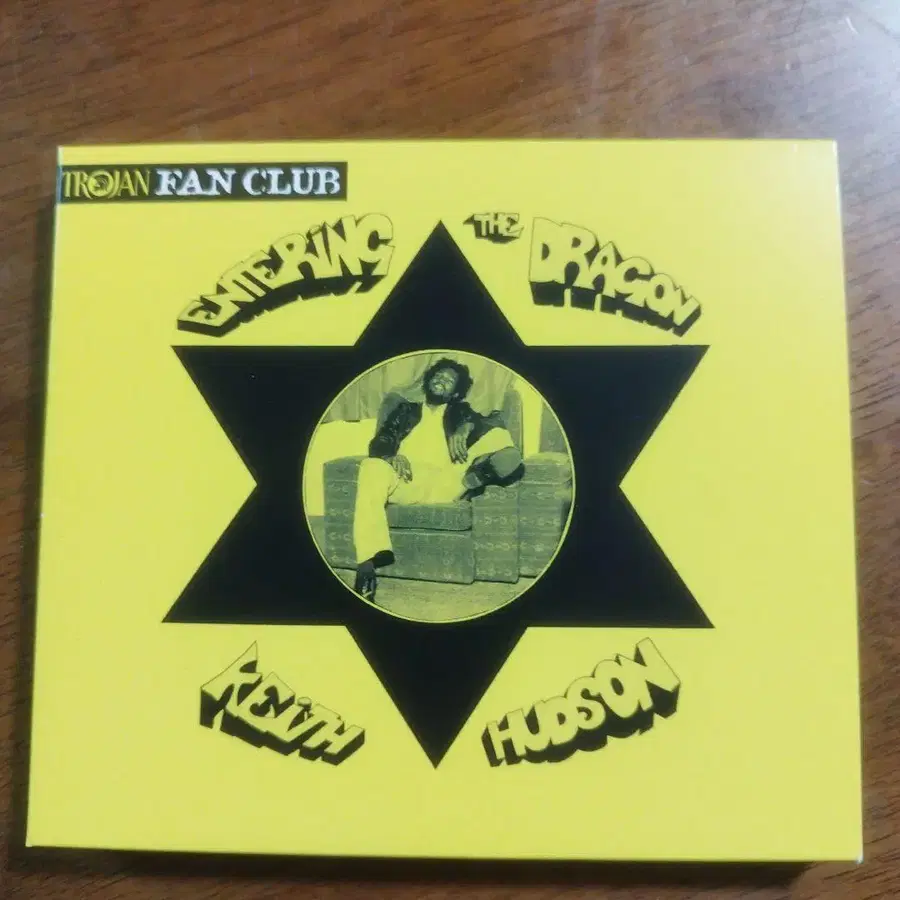 TROJAN FAN CLUB
ENTERING THE DRAGON
KEITH HUDSON